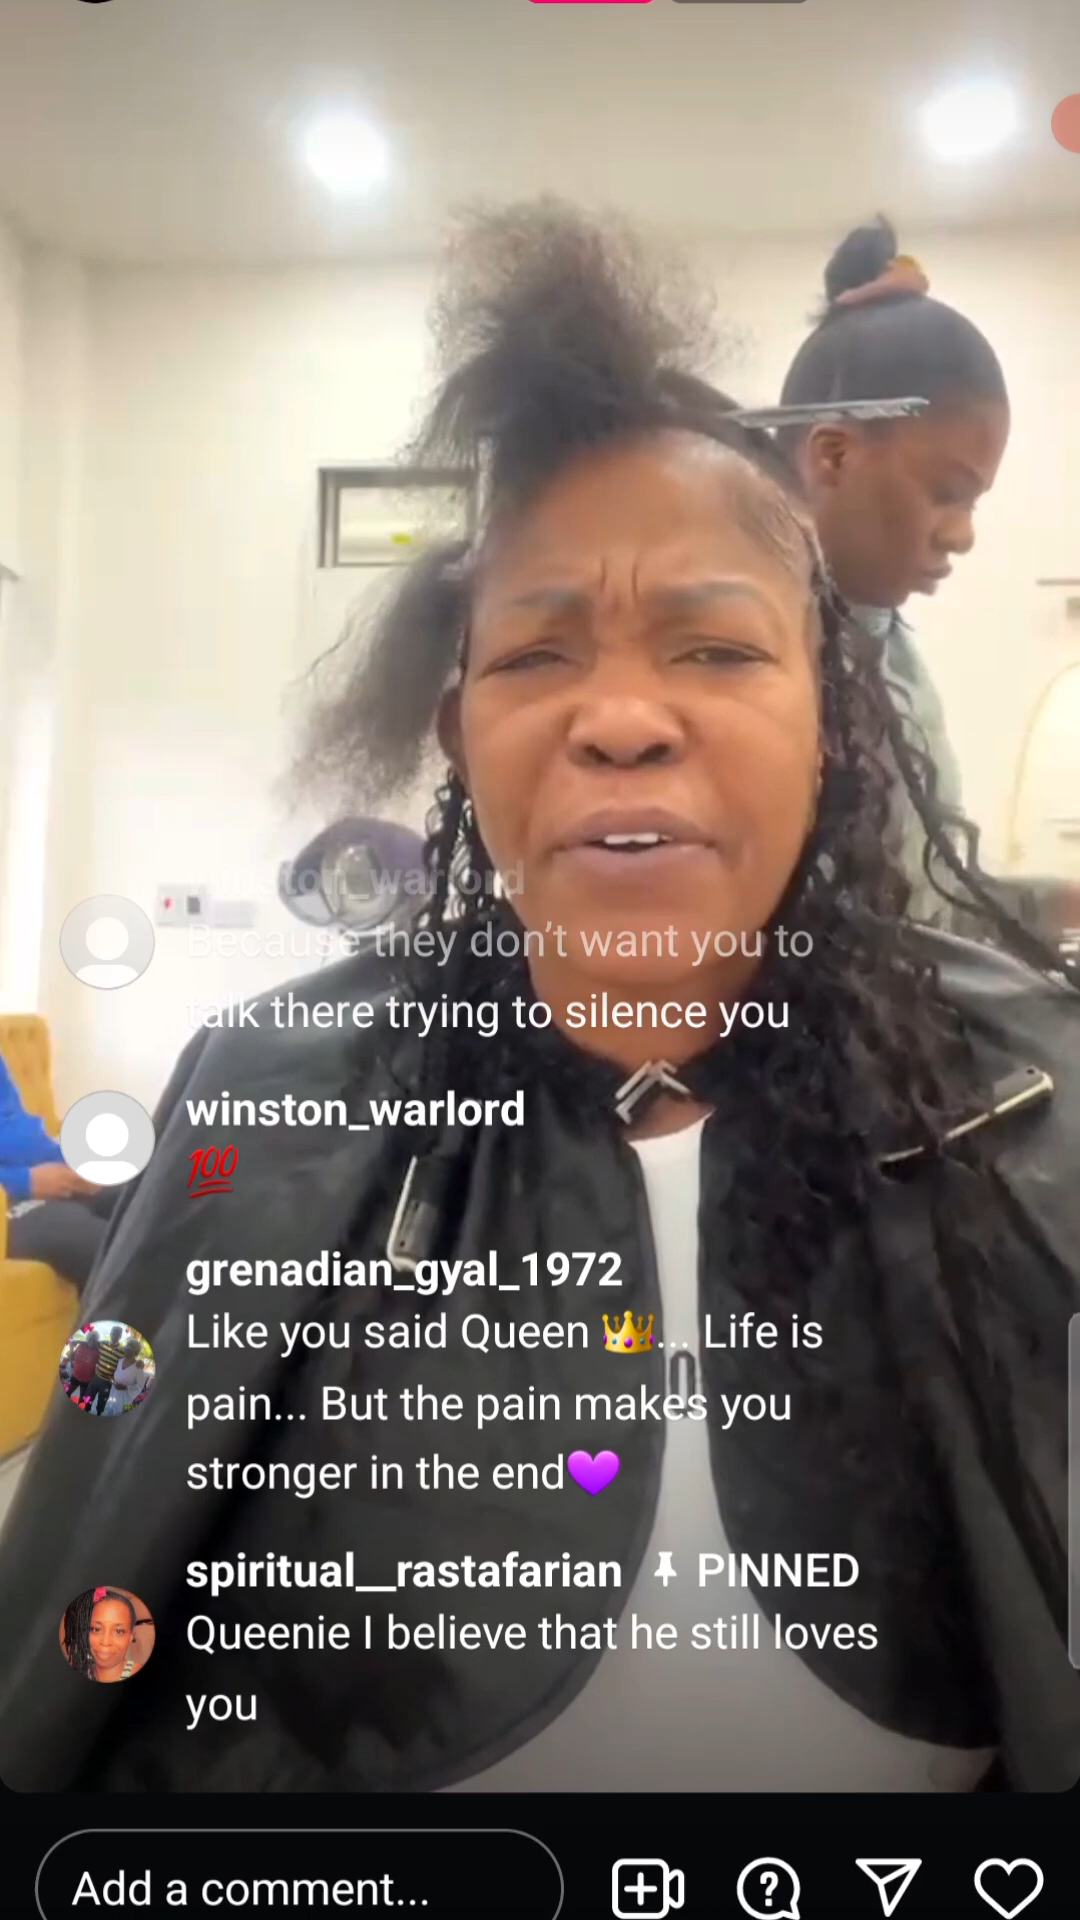 winston_warlord
Because they don't want you to
talk there trying to silence you
winston_warlord
💯
grenadian_gyal_1972
Like you said Queen 👑... Life is
pain... But the pain makes you
stronger in the end💜
spiritual__rastafarian PINNED
Queenie I believe that he still loves
you
Add a comment...